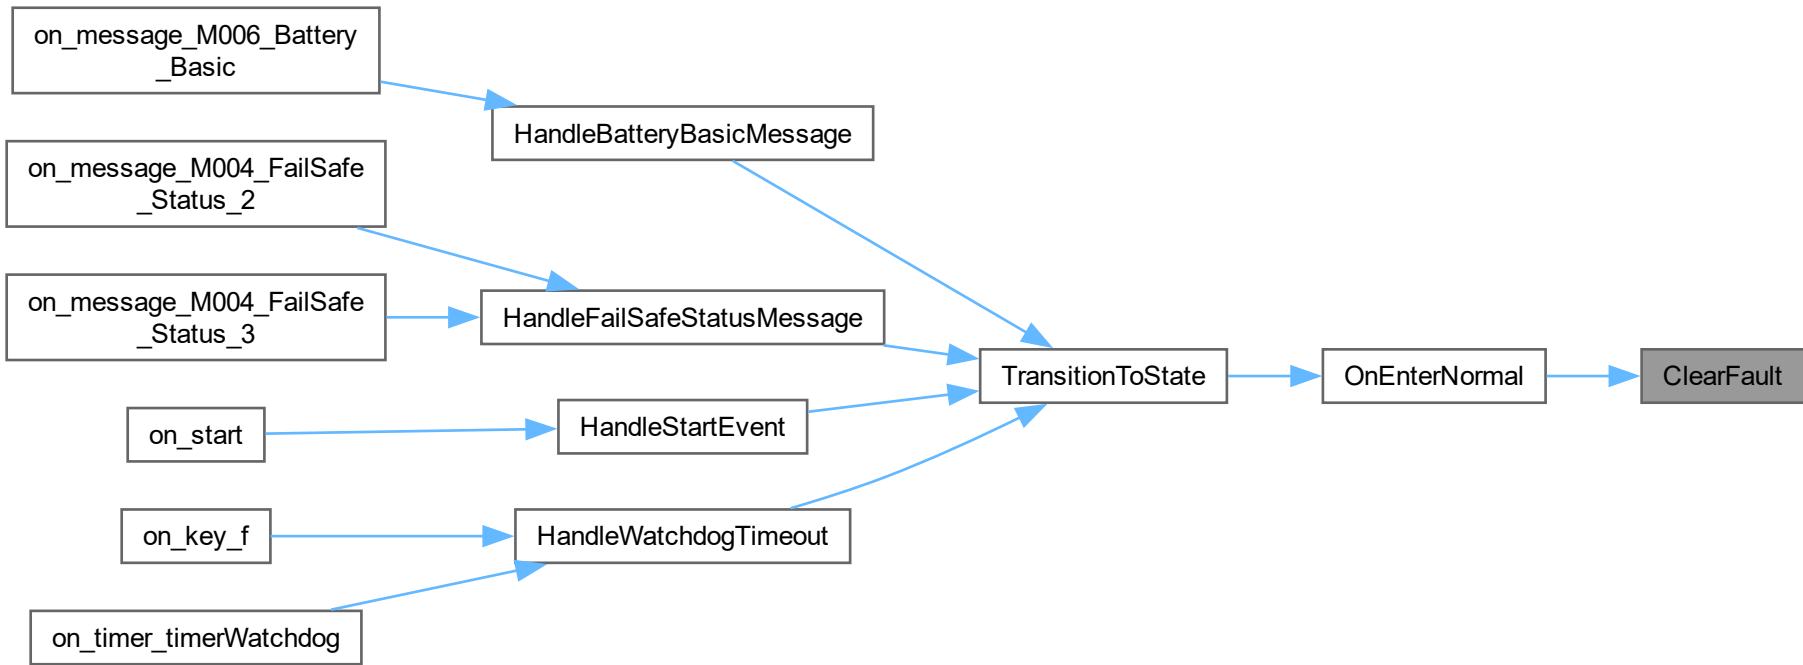 on_message_M006_Battery
_Basic
HandleBatteryBasicMessage
on_message_M004_FailSafe
_Status_2
on_message_M004_FailSafe
_Status_3
HandleFailSafeStatusMessage
TransitionToState
OnEnterNormal
ClearFault
on_start
HandleStartEvent
on_key_f
HandleWatchdogTimeout
on_timer_timerWatchdog